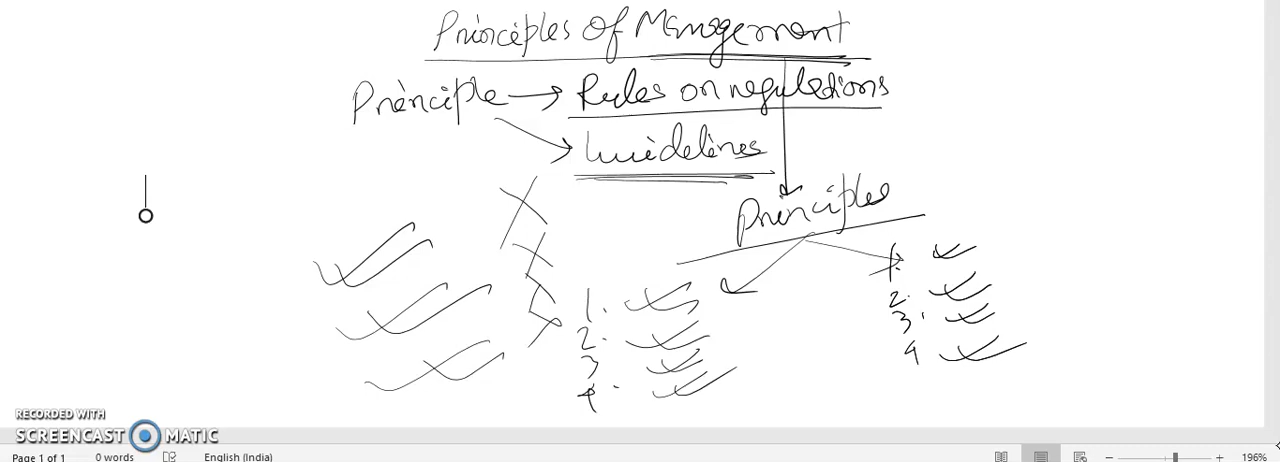 Principles Of Management
Principle → Rules or regulations
Guidelines
Principles
1.
2.
3
4
1.
2.
3.
4
RECORDED WITH
SCREENCAST MATIC
Page 1 of 1 0 words English (India) 196%